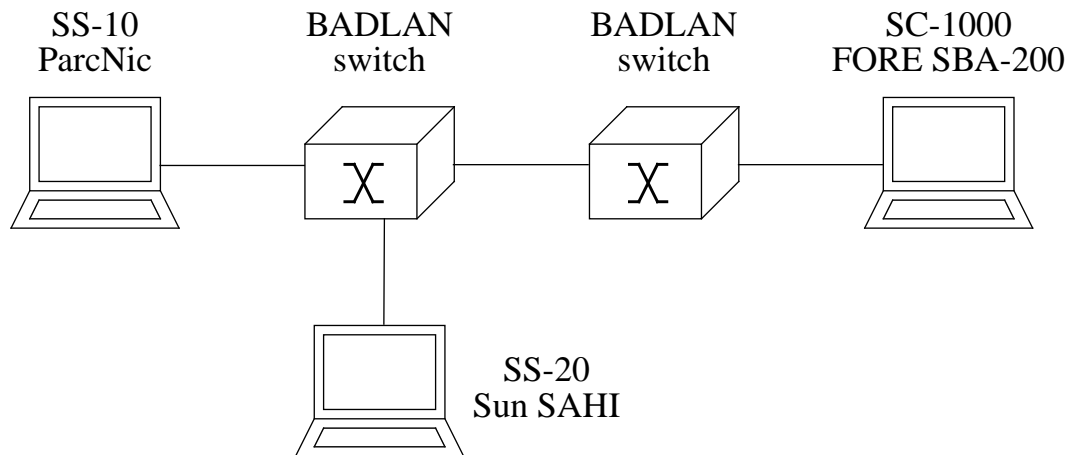 SS-10
ParcNic
BADLAN
switch
BADLAN
switch
SC-1000
FORE SBA-200
SS-20
Sun SAHI